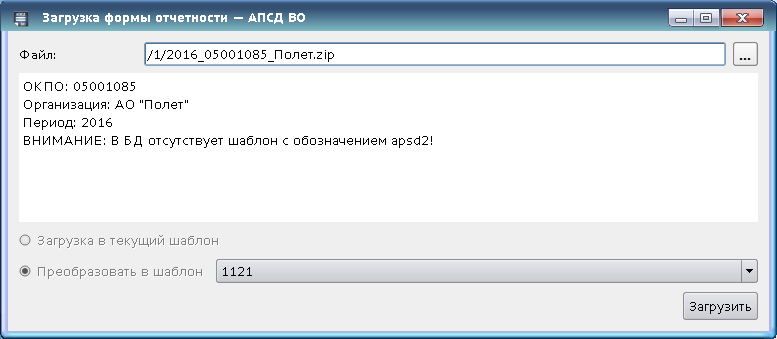 Загрузка формы отчетности — АПСД ВО
Файл: /1/2016_05001085_Полет.zip ...
ОКПО: 05001085
Организация: АО "Полет"
Период: 2016
ВНИМАНИЕ: В БД отсутствует шаблон с обозначением apsd2!
Загрузка в текущий шаблон
Преобразовать в шаблон 1121
Загрузить